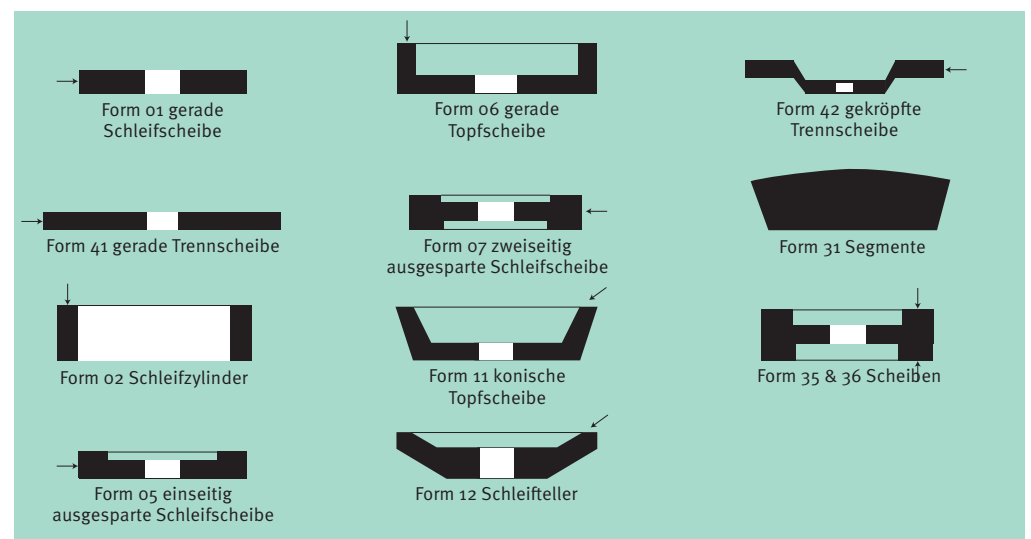 Form 01 gerade
Schleifscheibe
Form 41 gerade Trennscheibe
Form 02 Schleifzylinder
Form 05 einseitig
ausgesparte Schleifscheibe
Form 06 gerade
Topfscheibe
Form 07 zweiseitig
ausgesparte Schleifscheibe
Form 11 konische
Topfscheibe
Form 12 Schleifteller
Form 42 gekröpfte
Trennscheibe
Form 31 Segmente
Form 35 & 36 Scheiben